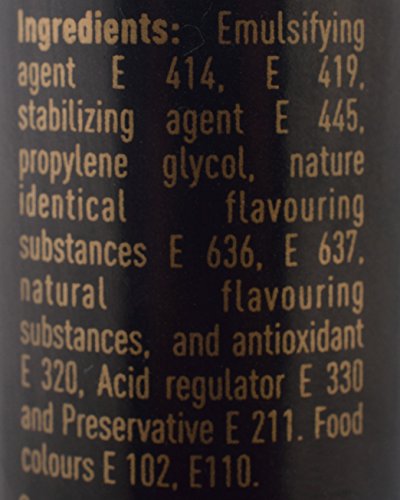 Ingredients: Emulsifying
agent E 414, E 419,
stabilizing agent E 445,
propylene glycol, nature
identical flavouring
substances E 636, E 637,
natural flavouring
substances, and antioxidant
E 320, Acid regulator E 330
and Preservative E 211. Food
colours E 102, E110.